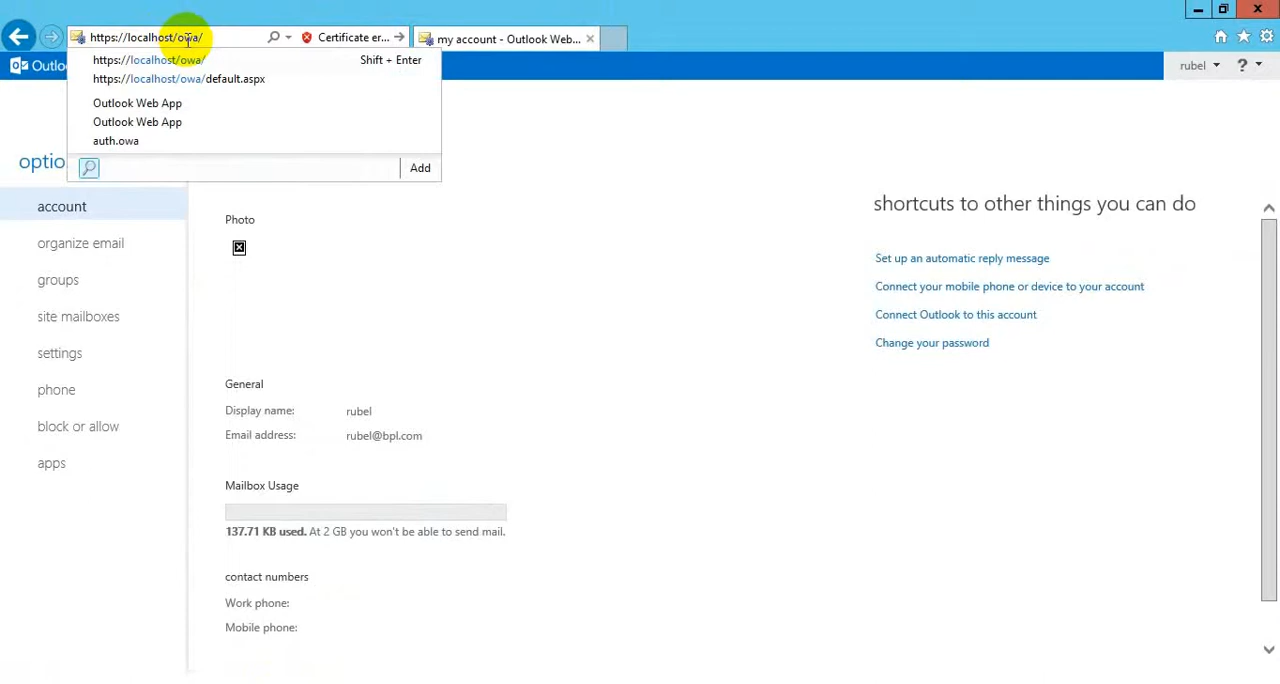 https://localhost/owa/
Certificate er...
my account - Outlook Web...
https://localhost/owa/ Shift + Enter
https://localhost/owa/default.aspx
Outlook Web App
Outlook Web App
auth.owa
Add
Outlo
rubel
?
optio
account
organize email
groups
site mailboxes
settings
phone
block or allow
apps
Photo
General
Display name: rubel
Email address: rubel@bpl.com
Mailbox Usage
137.71 KB used. At 2 GB you won't be able to send mail.
contact numbers
Work phone:
Mobile phone:
shortcuts to other things you can do
Set up an automatic reply message
Connect your mobile phone or device to your account
Connect Outlook to this account
Change your password